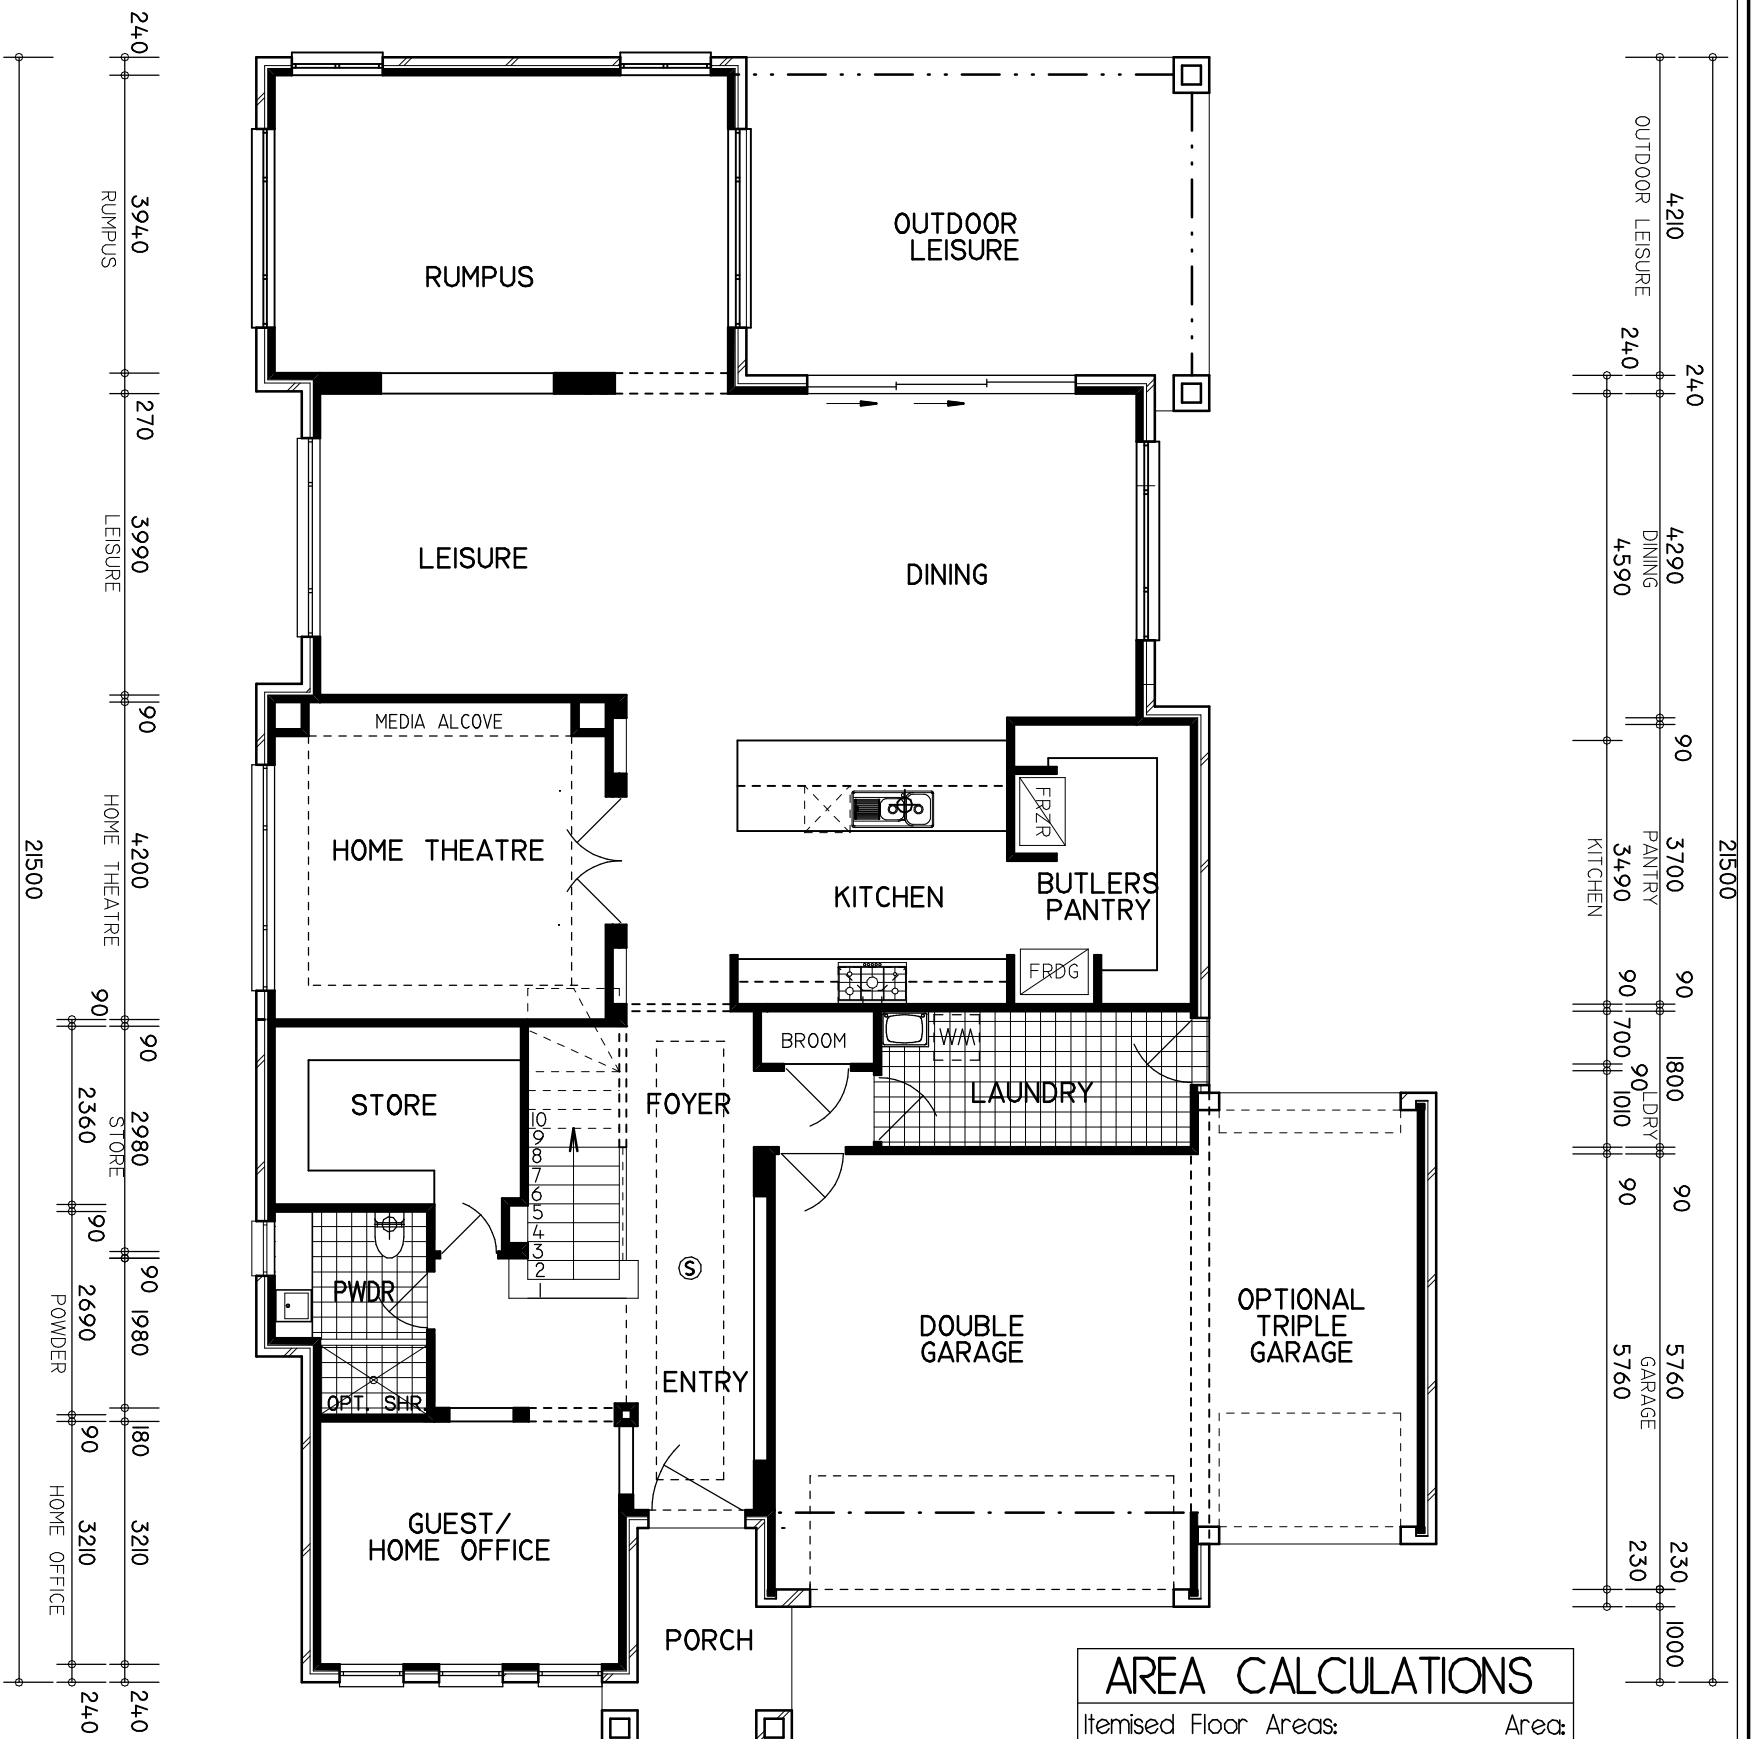 240
3940
RUMPUS
270
3990
LEISURE
90
4200
HOME THEATRE
90
90
2980
STORE
2360
90
90
1980
2690
POWDER
180
90
3210
3210
HOME OFFICE
240
240
21500
RUMPUS
OUTDOOR
LEISURE
LEISURE
DINING
MEDIA ALCOVE
HOME THEATRE
KITCHEN
FRZR
BUTLERS
PANTRY
FRDG
BROOM
WM
LAUNDRY
STORE
FOYER
10
9
8
7
6
5
4
3
2
1
PWDR
OPT. SHR.
S
ENTRY
DOUBLE
GARAGE
OPTIONAL
TRIPLE
GARAGE
GUEST/
HOME OFFICE
PORCH
4210
OUTDOOR LEISURE
240
240
4290
DINING
4590
90
3700
PANTRY
3490
KITCHEN
90
90
1800
LDRY
700
90
1010
90
90
5760
GARAGE
5760
230
230
1000
21500
AREA CALCULATIONS
Itemised Floor Areas: Area: